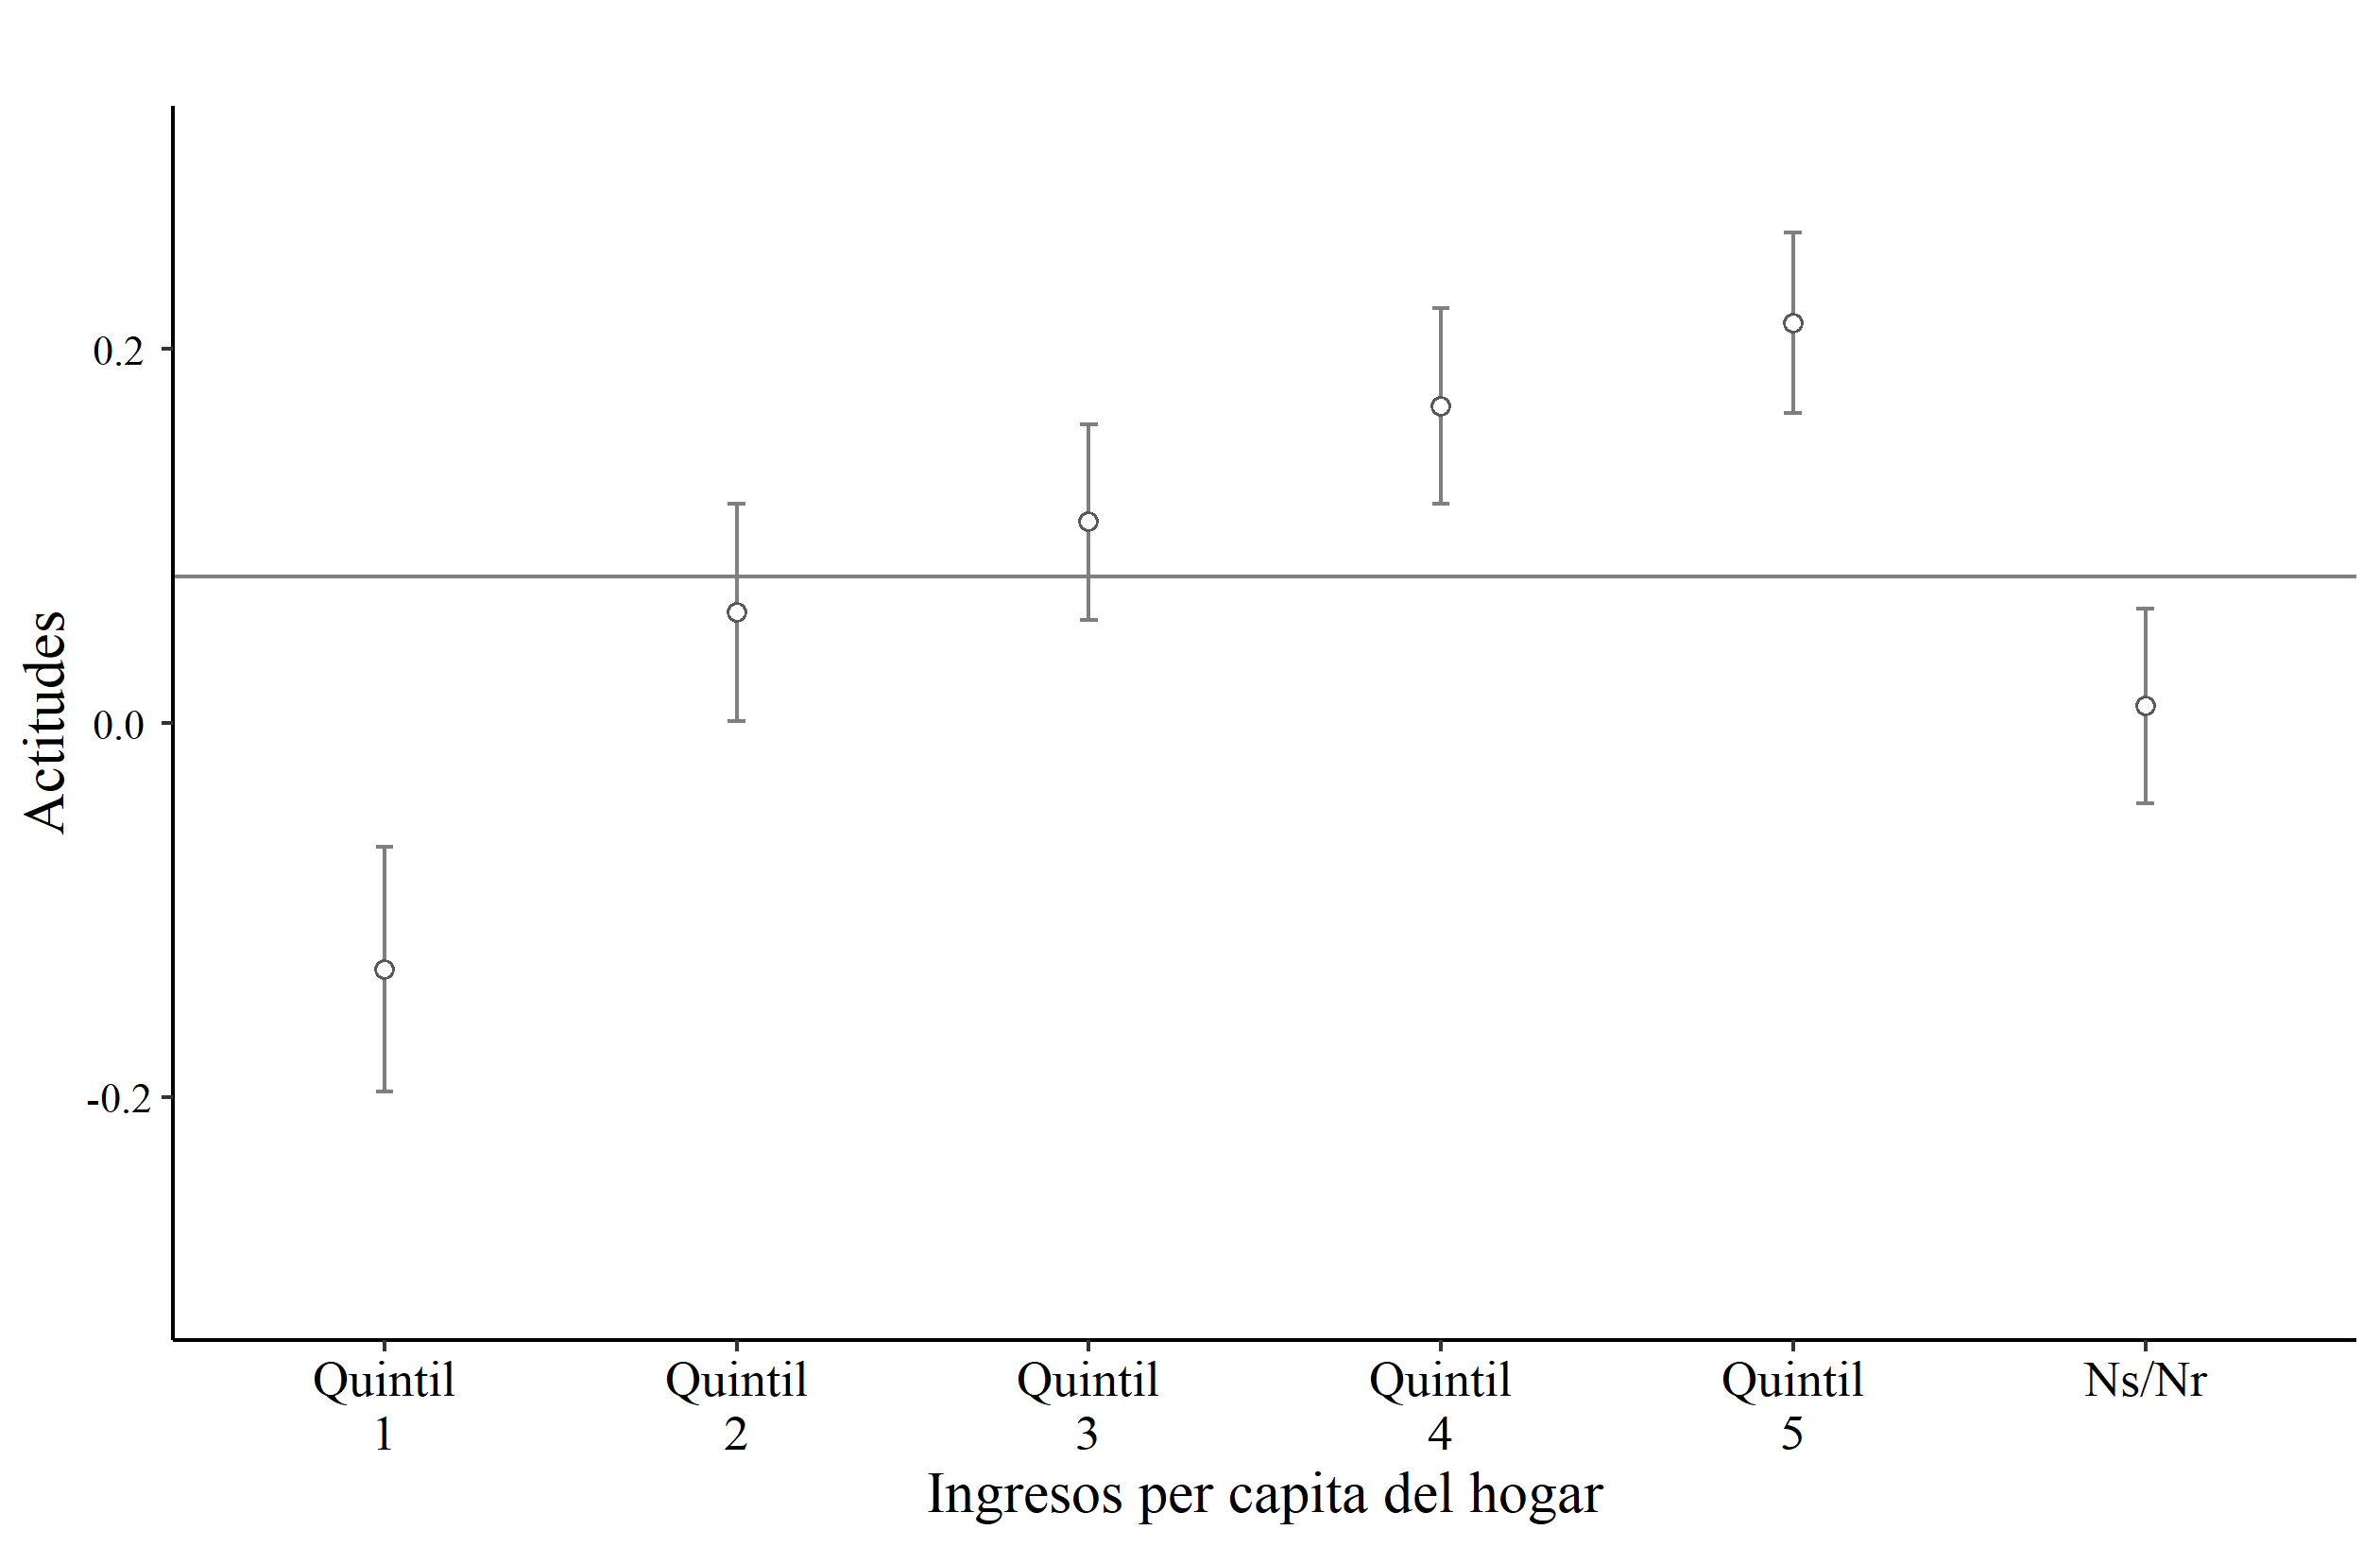 Actitudes
0.2
0.0
-0.2
Quintil Quintil Quintil Quintil Quintil Ns/Nr
1 2 3 4 5
Ingresos per capita del hogar